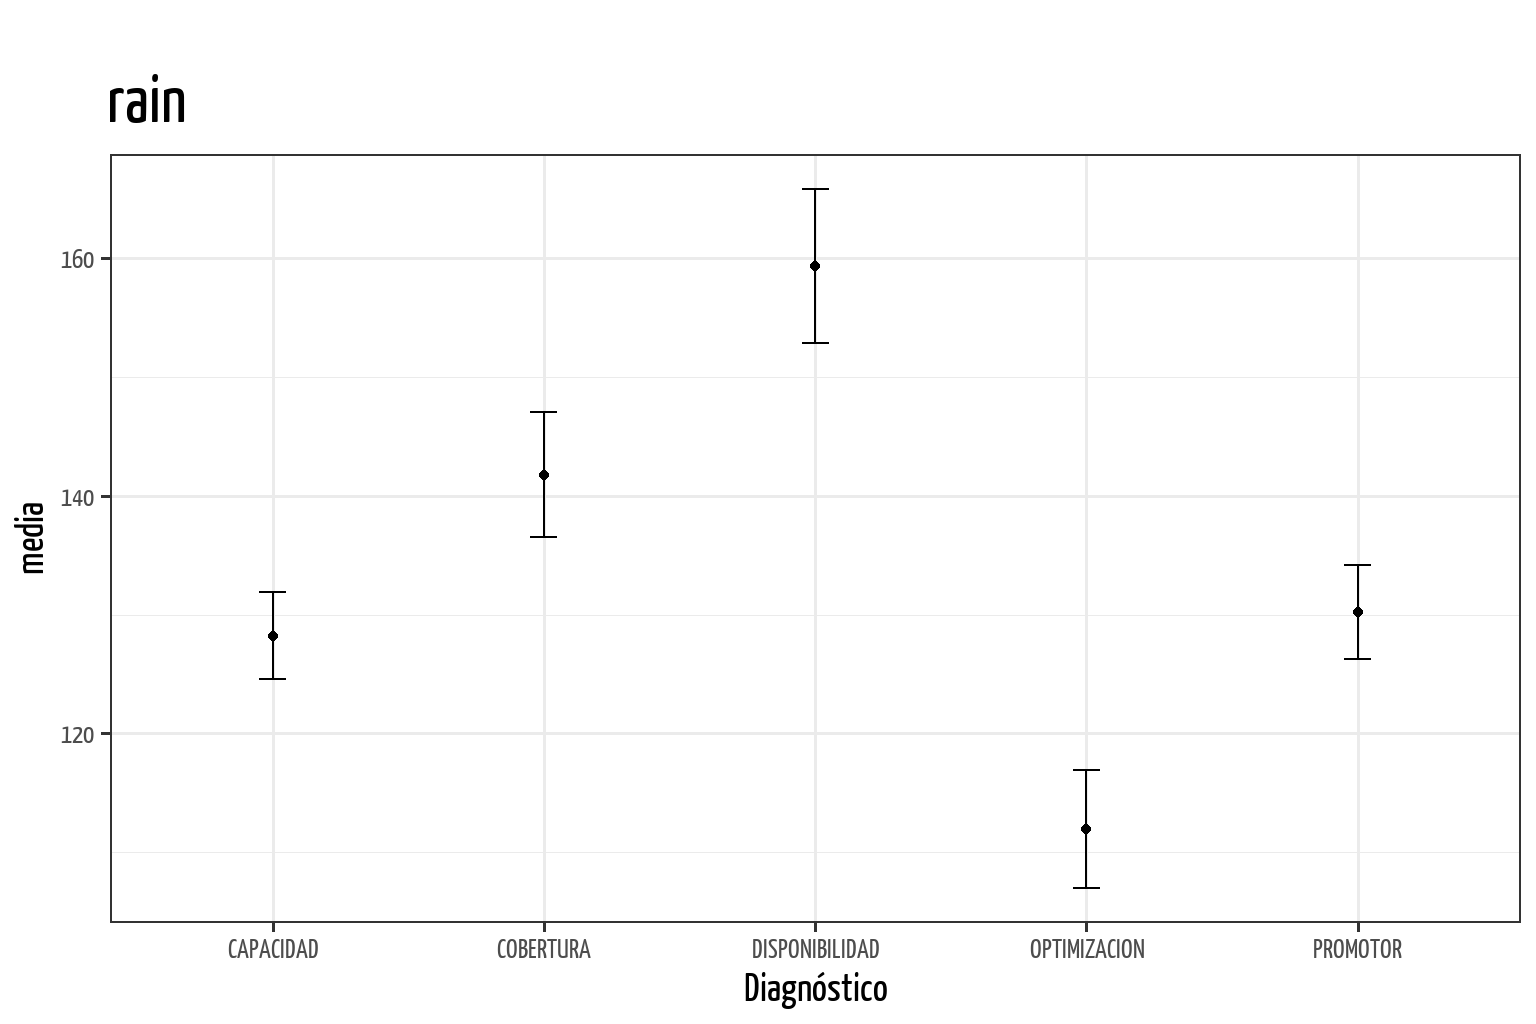 rain
160
140
120
media
CAPACIDAD COBERTURA DISPONIBILIDAD OPTIMIZACION PROMOTOR
Diagnóstico